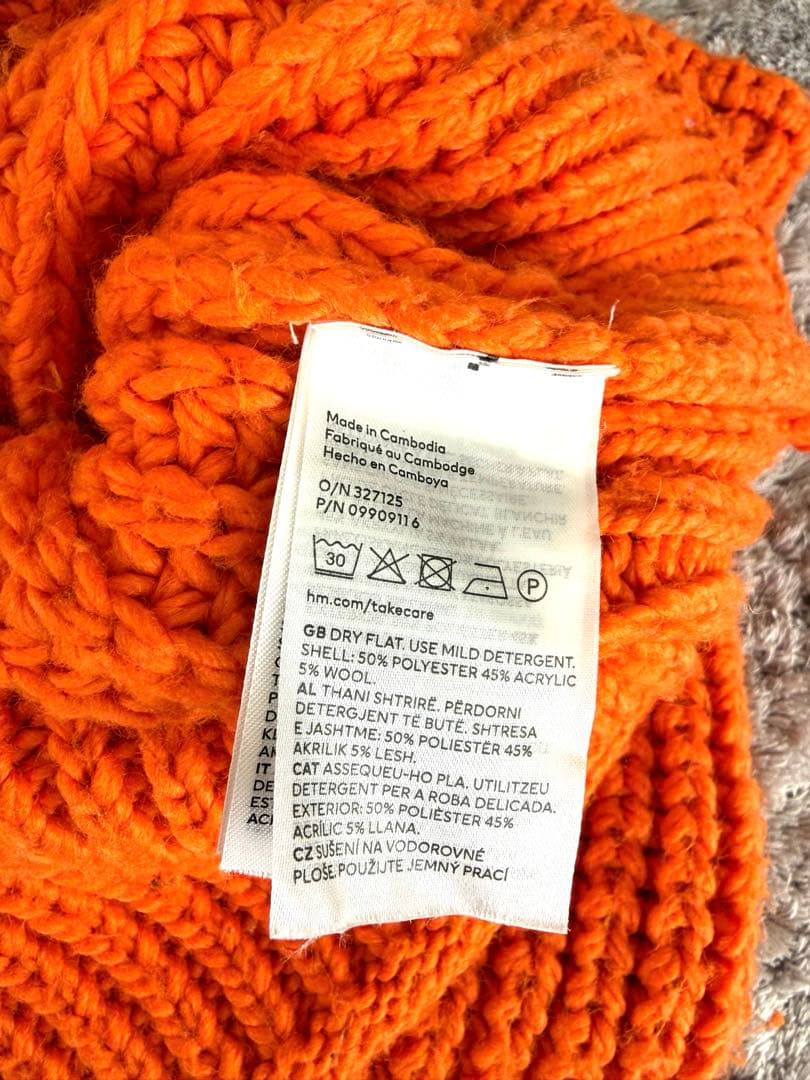 Made in Cambodia
Fabriqué au Cambodge
Hecho en Camboya
O/N 327125
P/N 09909116
30
P
hm.com/takecare
GB DRY FLAT. USE MILD DETERGENT.
SHELL: 50% POLYESTER 45% ACRYLIC
5% WOOL.
AL THANI SHTRIRË. PËRDORNI
DETERGJENT TË BUTË. SHTRESA
E JASHTME: 50% POLIESTËR 45%
AKRILIK 5% LESH.
CAT ASSEQUEU-HO PLA. UTILITZEU
DETERGENT PER A ROBA DELICADA.
EXTERIOR: 50% POLIÈSTER 45%
ACRÍLIC 5% LLANA.
CZ SUŠENÍ NA VODOROVNÉ
PLOŠE. POUŽIJTE JEMNÝ PRACÍ